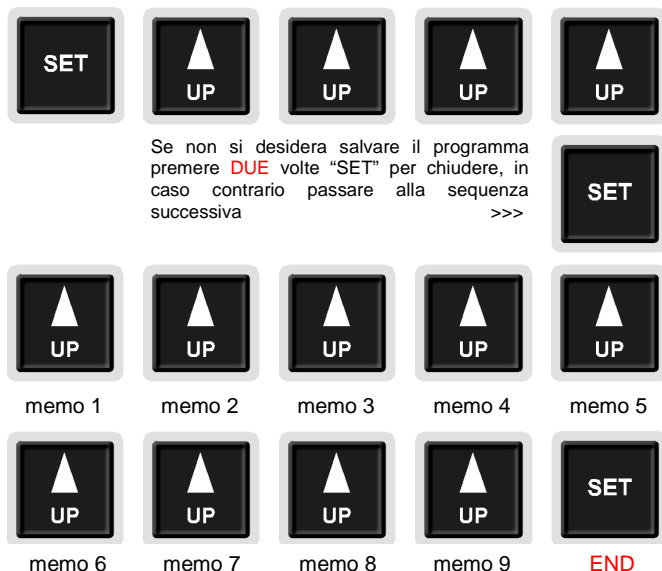 SET UP UP UP UP
Se non si desidera salvare il programma
premere DUE volte “SET” per chiudere, in
caso contrario passare alla sequenza
successiva >>>
SET
UP UP UP UP UP
memo 1 memo 2 memo 3 memo 4 memo 5
UP UP UP UP SET
memo 6 memo 7 memo 8 memo 9 END